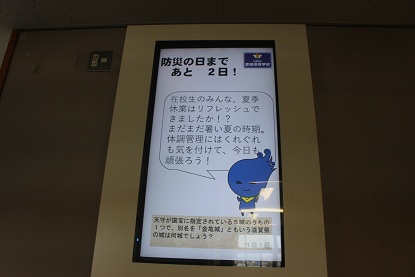 防災の日まで
あと　２日！
在校生のみんな、夏季
休業はリフレッシュで
きましたか！？
まだまだ暑い夏の時期。
体調管理にはくれぐれ
も気を付けて、今日も
頑張ろう！
天守が国宝に指定されている５城のうちの
１つで、別名を「金亀城」ともいう滋賀県
の城は何城でしょう？